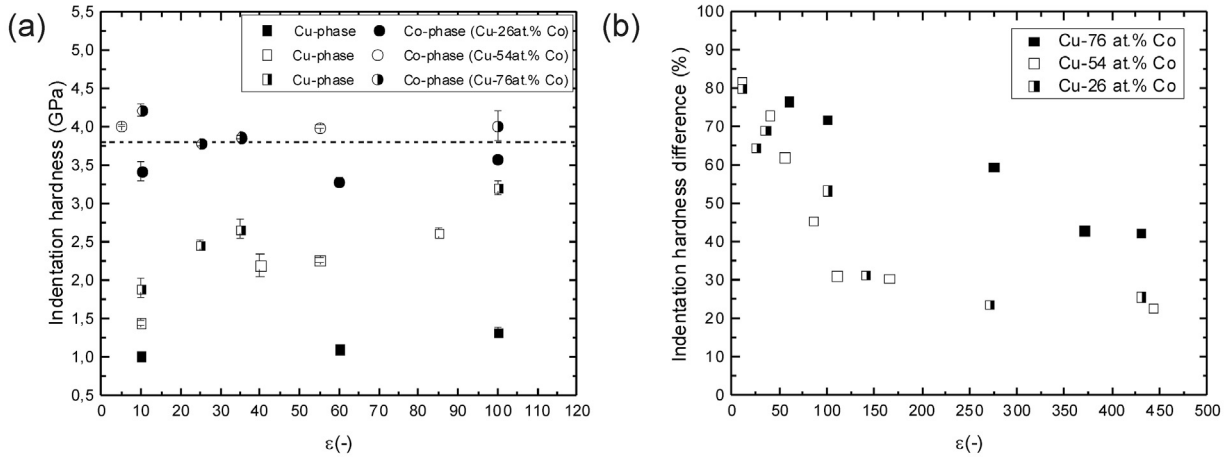 (a)
Cu-phase Co-phase (Cu-26at.% Co)
Cu-phase Co-phase (Cu-54at.% Co)
Cu-phase Co-phase (Cu-76at.% Co)
Indentation hardness (GPa)
5,5
5,0
4,5
4,0
3,5
3,0
2,5
2,0
1,5
1,0
0,5
0 10 20 30 40 50 60 70 80 90 100 110 120
ε(-)
(b)
Cu-76 at.% Co
Cu-54 at.% Co
Cu-26 at.% Co
Indentation hardness difference (%)
100
90
80
70
60
50
40
30
20
10
0
0 50 100 150 200 250 300 350 400 450 500
ε(-)